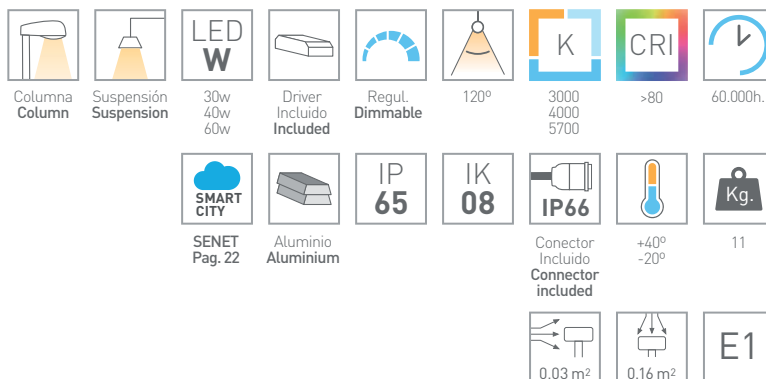 LED
W
K
CRI
Columna
Column
Suspensión
Suspension
30w
40w
60w
Driver
Incluido
Included
Regul.
Dimmable
120º
3000
4000
5700
>80
60.000h.
SMART
CITY
IP
65
IK
08
IP66
Kg.
SENET
Pag. 22
Aluminio
Aluminium
Conector
Incluido
Connector
included
+40º
-20º
11
0.03 m²
0.16 m²
E1